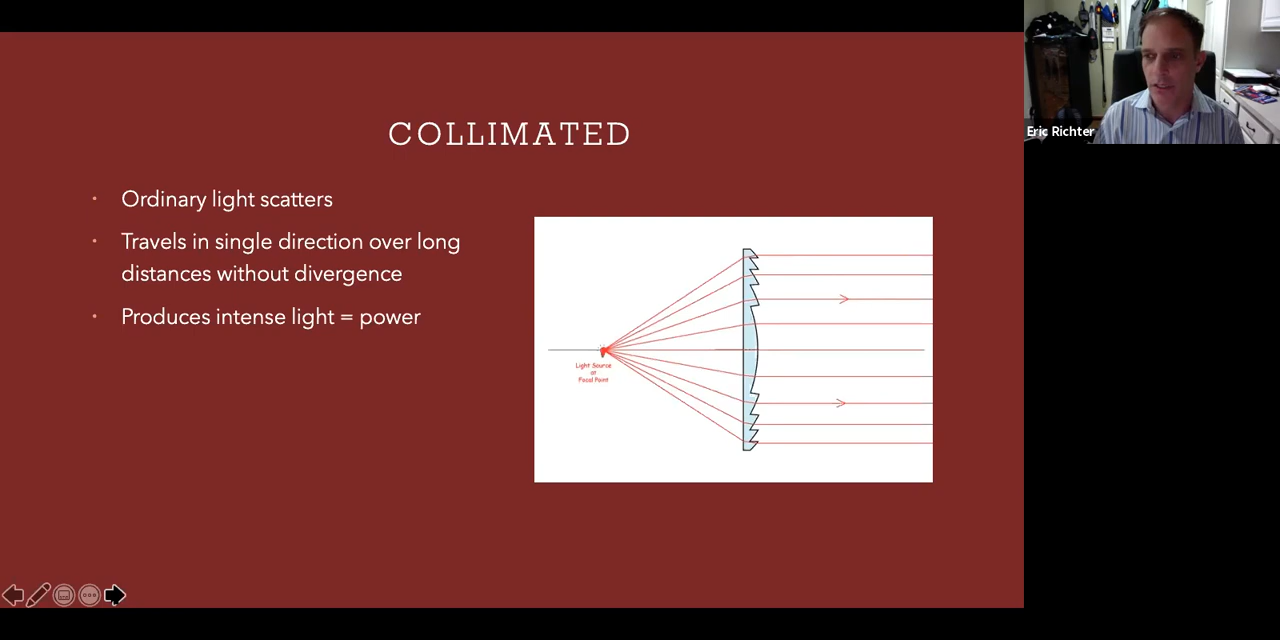 COLLIMATED
Ordinary light scatters
Travels in single direction over long
distances without divergence
Produces intense light = power
Light Source
at
Focal Point
Eric Richter